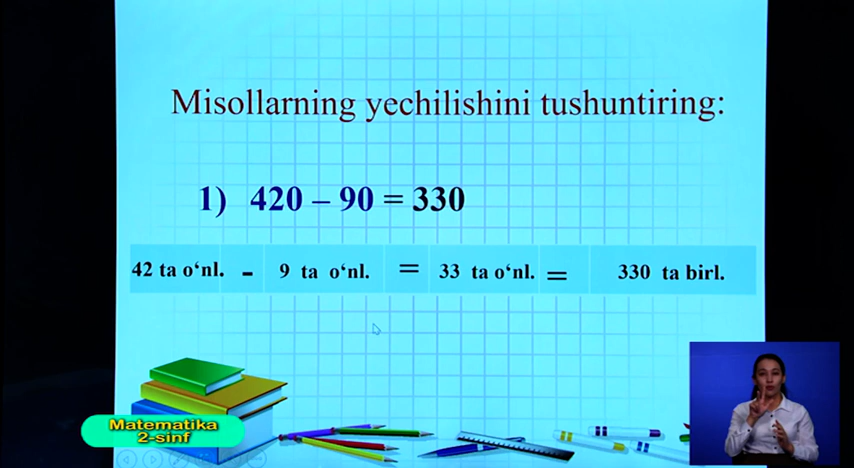 Misollarning yechilishini tushuntiring:
1) 420 – 90 = 330
42 ta o‘nl. - 9 ta o‘nl. = 33 ta o‘nl. = 330 ta birl.
Matematika
2-sinf